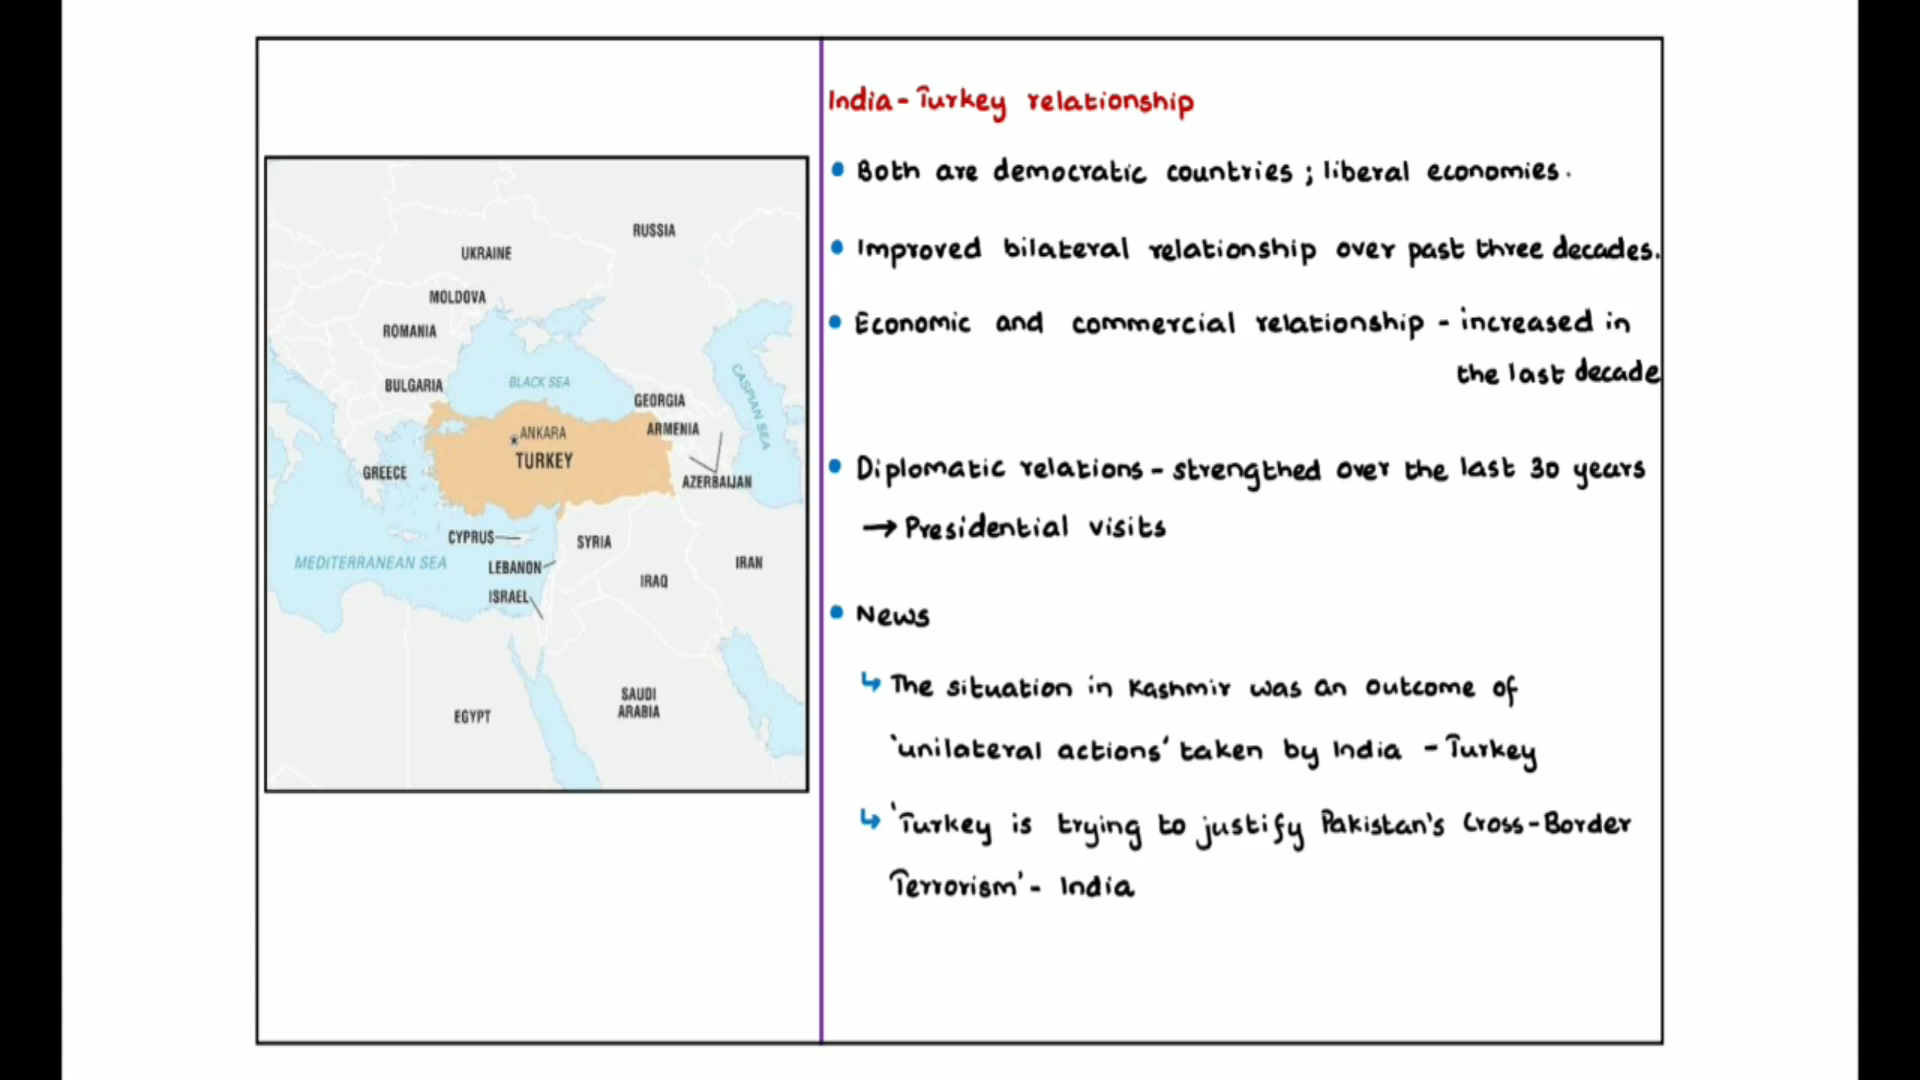 India-Turkey relationship
• Both are democratic countries ; liberal economies.
• Improved bilateral relationship over past three decades.
• Economic and commercial relationship - increased in
the last decade
• Diplomatic relations - strengthed over the last 30 years
→ Presidential visits
• News
↳ The situation in Kashmir was an outcome of
'unilateral actions' taken by India - Turkey
↳ 'Turkey is trying to justify Pakistan's Cross-Border
Terrorism' - India
RUSSIA
UKRAINE
MOLDOVA
ROMANIA
BULGARIA
BLACK SEA
CASPIAN SEA
GEORGIA
ARMENIA
ANKARA
TURKEY
GREECE
AZERBAIJAN
CYPRUS
SYRIA
MEDITERRANEAN SEA
LEBANON
IRAN
IRAQ
ISRAEL
SAUDI
ARABIA
EGYPT